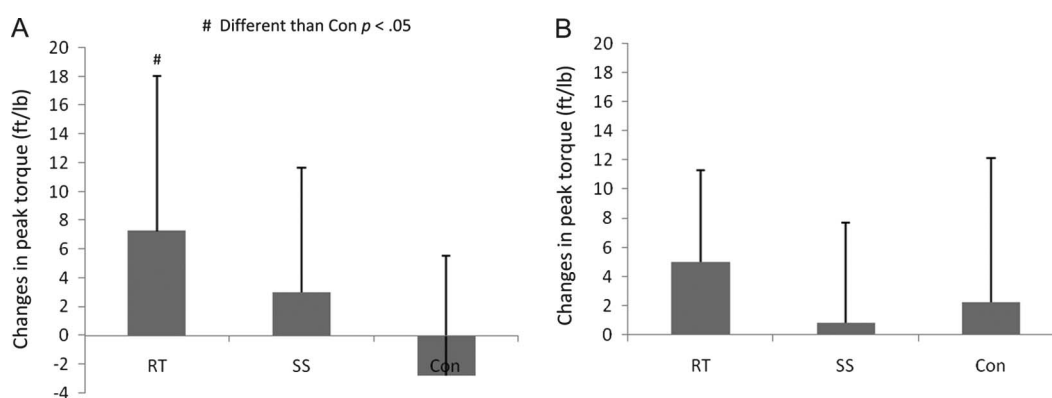 A
# Different than Con p < .05
#
Changes in peak torque (ft/lb)
20
18
16
14
12
10
8
6
4
2
0
-2
-4
RT
SS
Con
B
Changes in peak torque (ft/lb)
20
18
16
14
12
10
8
6
4
2
0
RT
SS
Con